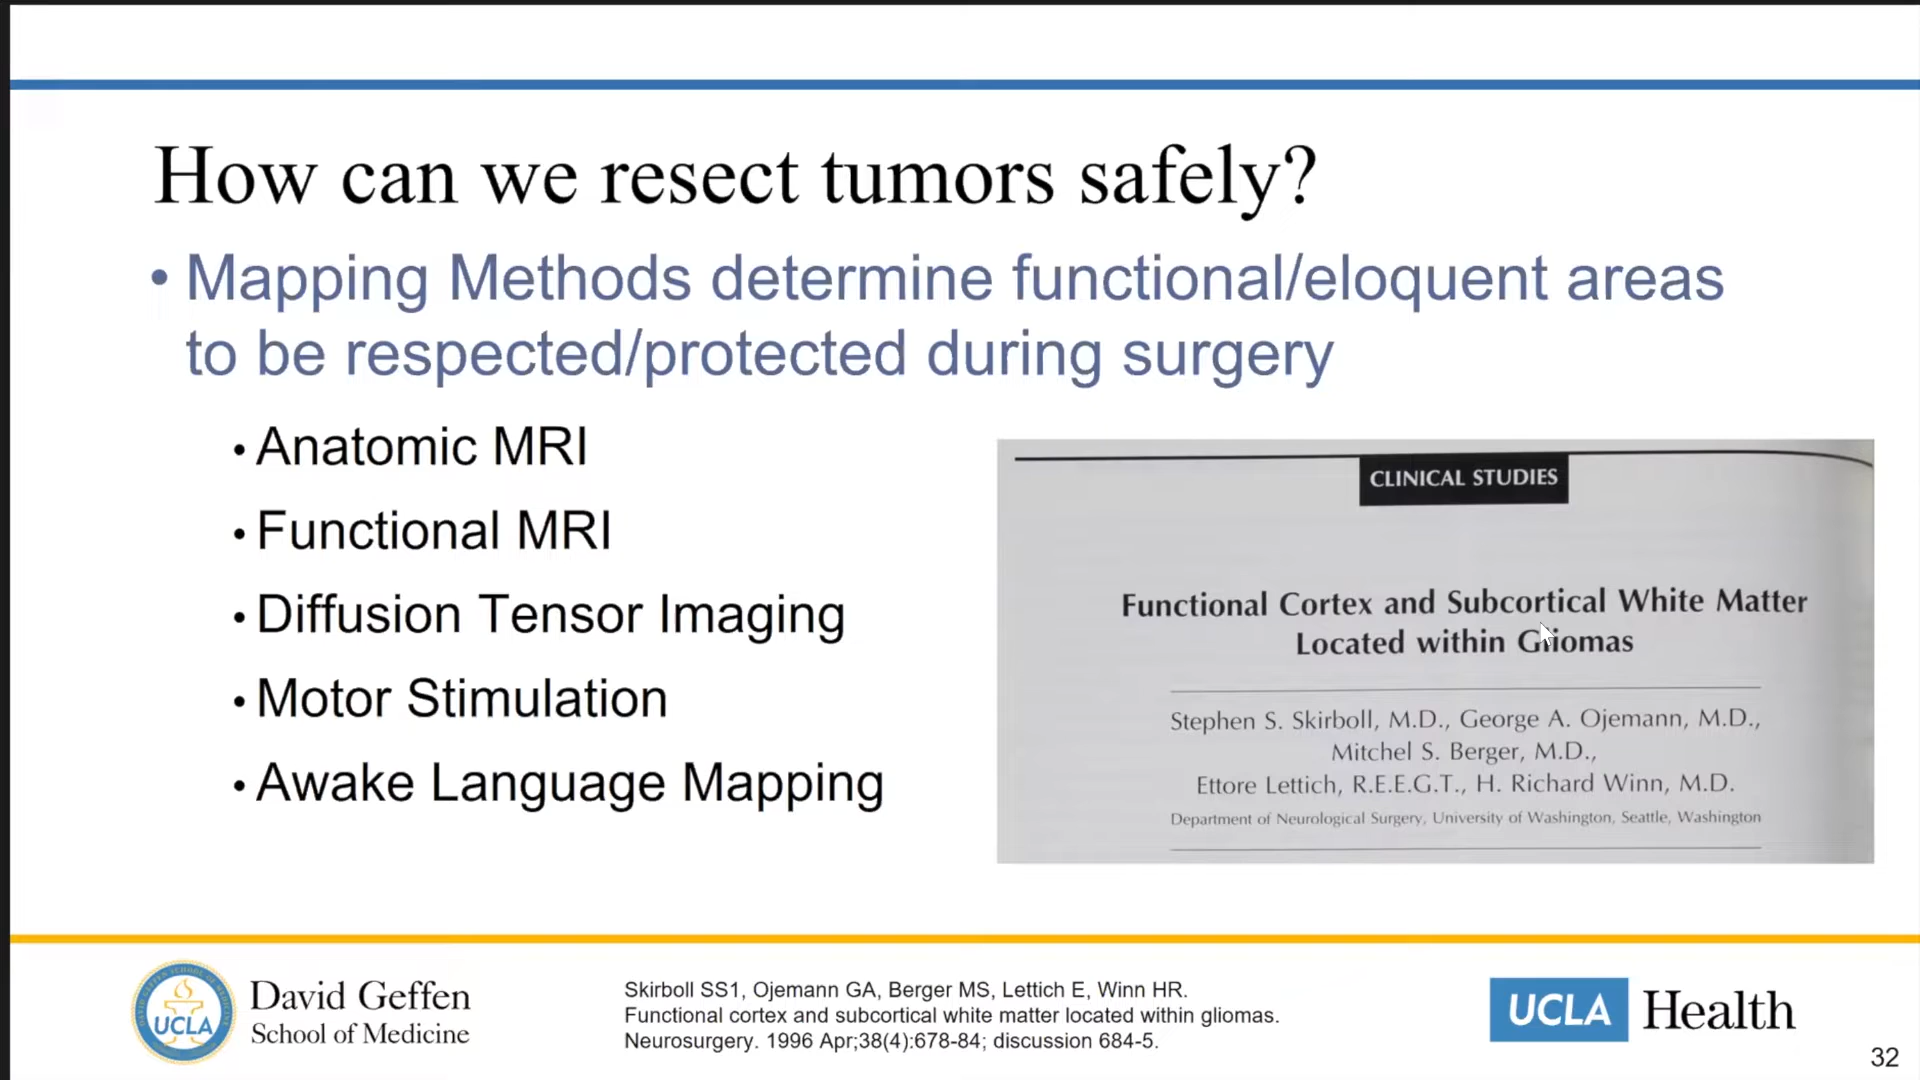 How can we resect tumors safely?
• Mapping Methods determine functional/eloquent areas
to be respected/protected during surgery
• Anatomic MRI
• Functional MRI
• Diffusion Tensor Imaging
• Motor Stimulation
• Awake Language Mapping
CLINICAL STUDIES
Functional Cortex and Subcortical White Matter
Located within Gliomas
Stephen S. Skirboll, M.D., George A. Ojemann, M.D.,
Mitchel S. Berger, M.D.,
Ettore Lettich, R.E.E.G.T., H. Richard Winn, M.D.
Department of Neurological Surgery, University of Washington, Seattle, Washington
UCLA
David Geffen
School of Medicine
Skirboll SS1, Ojemann GA, Berger MS, Lettich E, Winn HR.
Functional cortex and subcortical white matter located within gliomas.
Neurosurgery. 1996 Apr;38(4):678-84; discussion 684-5.
UCLA Health
32